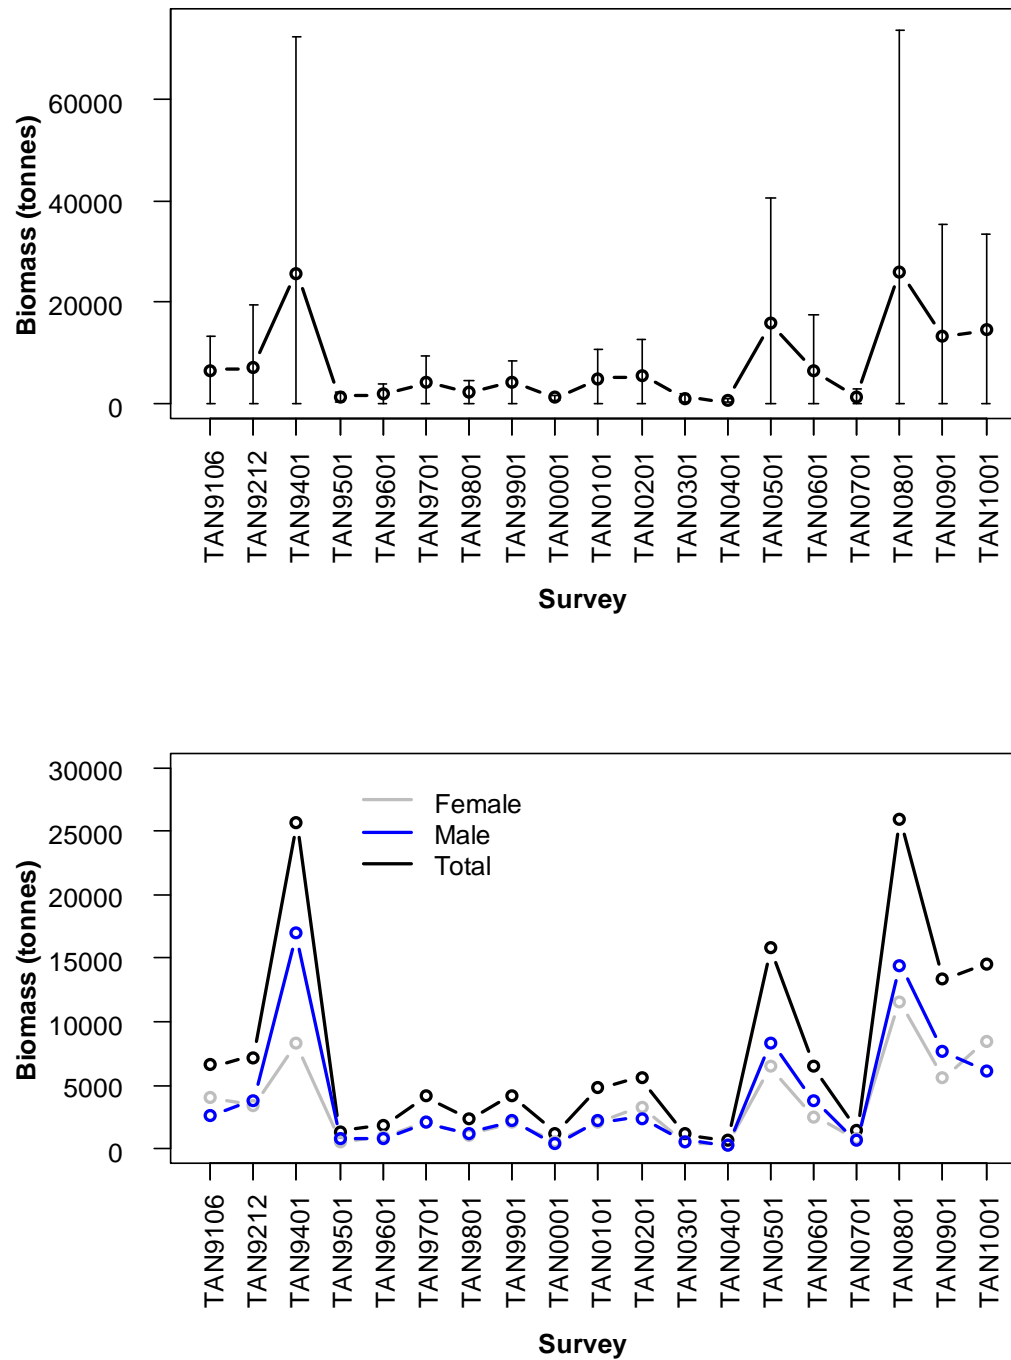 Biomass (tonnes)
60000
40000
20000
0
TAN9106
TAN9212
TAN9401
TAN9501
TAN9601
TAN9701
TAN9801
TAN9901
TAN0001
TAN0101
TAN0201
TAN0301
TAN0401
TAN0501
TAN0601
TAN0701
TAN0801
TAN0901
TAN1001
Survey
Biomass (tonnes)
30000
25000
20000
15000
10000
5000
0
Female
Male
Total
TAN9106
TAN9212
TAN9401
TAN9501
TAN9601
TAN9701
TAN9801
TAN9901
TAN0001
TAN0101
TAN0201
TAN0301
TAN0401
TAN0501
TAN0601
TAN0701
TAN0801
TAN0901
TAN1001
Survey